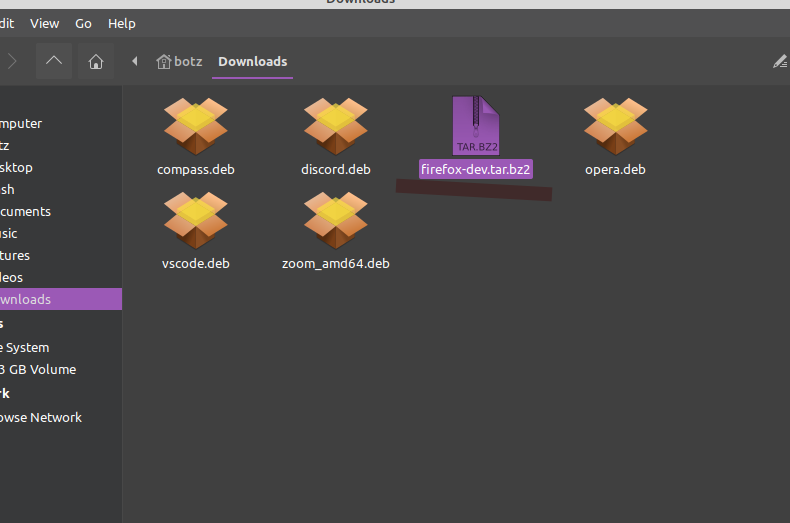 Downloads
dit View Go Help
botz Downloads
mputer
tz
sktop
sh
cuments
usic
tures
deos
wnloads
s
e System
3 GB Volume
rk
owse Network
compass.deb
discord.deb
TAR.BZ2
firefox-dev.tar.bz2
opera.deb
vscode.deb
zoom_amd64.deb